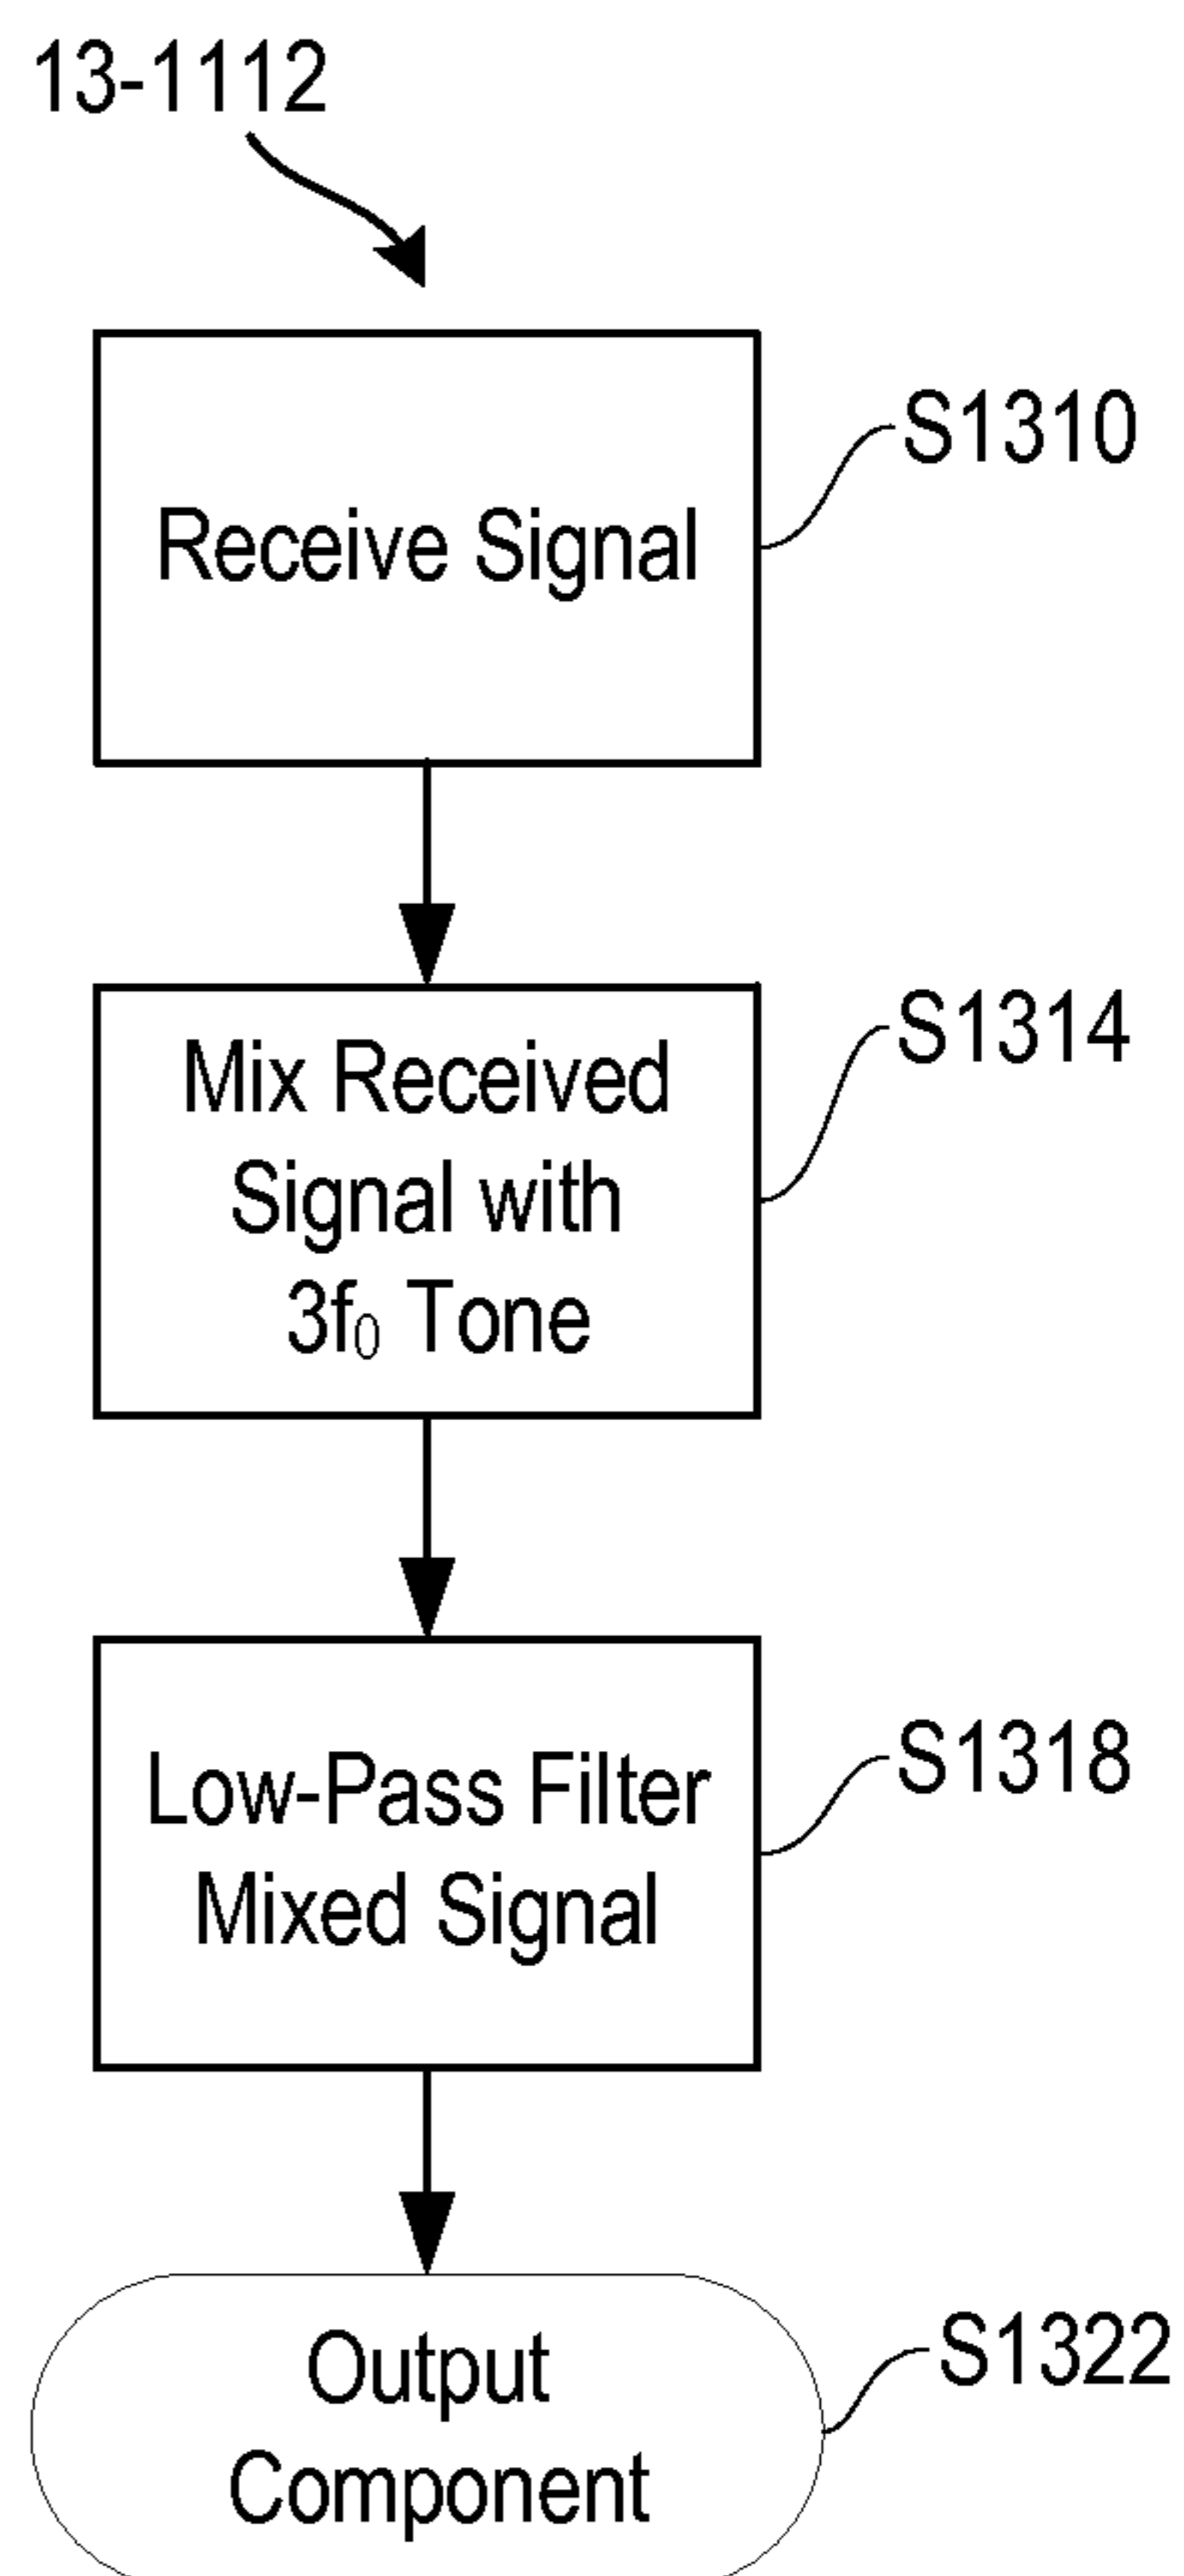 13-1112
Receive Signal
S1310
Mix Received
Signal with
3f₀ Tone
S1314
Low-Pass Filter
Mixed Signal
S1318
Output
Component
S1322